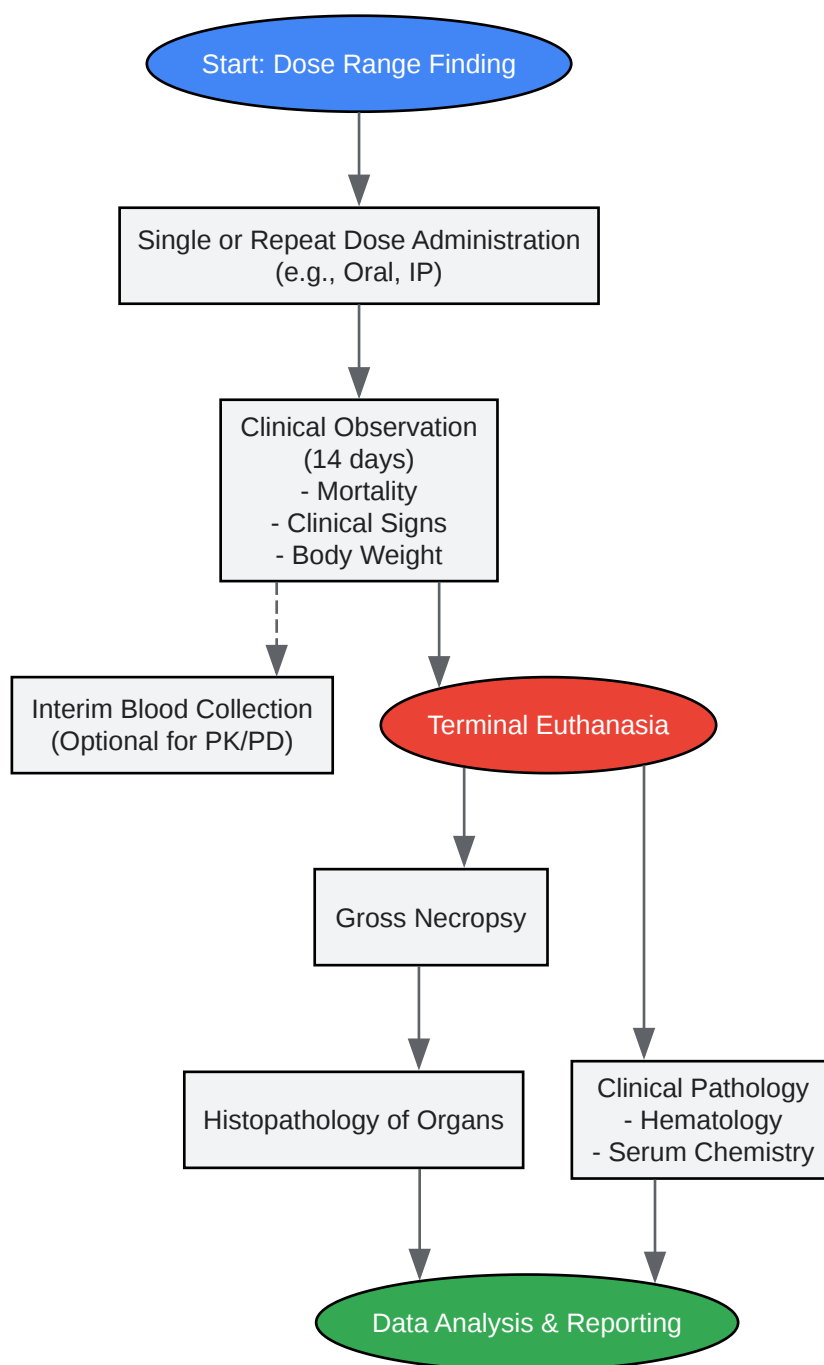 Start: Dose Range Finding
Single or Repeat Dose Administration
(e.g., Oral, IP)
Clinical Observation
(14 days)
- Mortality
- Clinical Signs
- Body Weight
Interim Blood Collection
(Optional for PK/PD)
Terminal Euthanasia
Gross Necropsy
Histopathology of Organs
Clinical Pathology
- Hematology
- Serum Chemistry
Data Analysis & Reporting